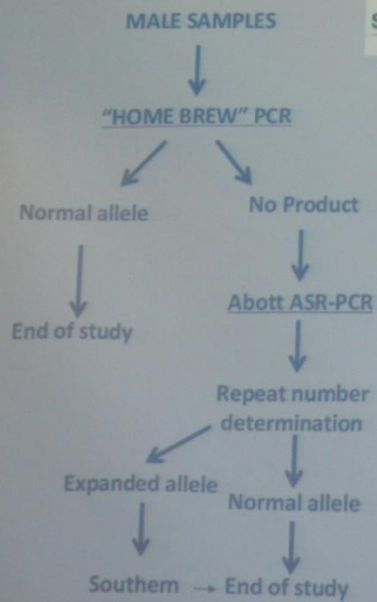 MALE SAMPLES
"HOME BREW" PCR
Normal allele
No Product
End of study
Abott ASR-PCR
Repeat number
determination
Expanded allele
Normal allele
Southern → End of study